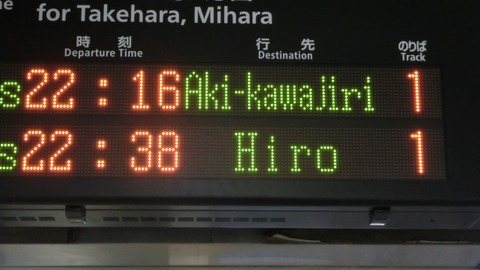 for Takehara, Mihara
時刻 行先 のりば
Departure Time Destination Track
s 22:16 Aki-kawajiri 1
s 22:38 Hiro 1